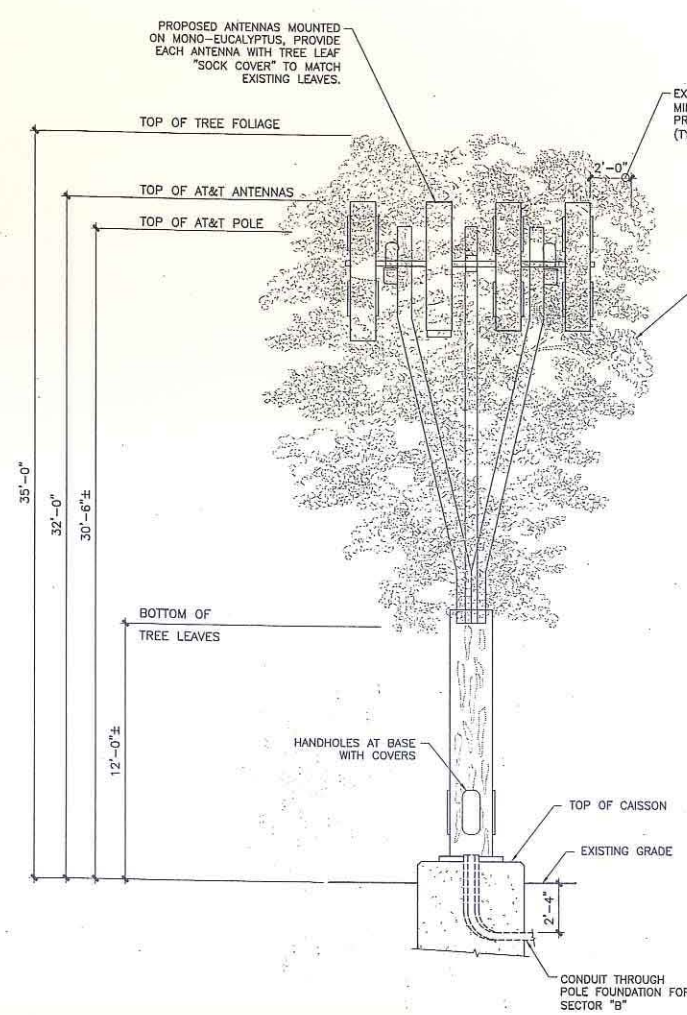 PROPOSED ANTENNAS MOUNTED
ON MONO-EUCALYPTUS, PROVIDE
EACH ANTENNA WITH TREE LEAF
"SOCK COVER" TO MATCH
EXISTING LEAVES.
TOP OF TREE FOLIAGE
2'-0"
TOP OF AT&T ANTENNAS
TOP OF AT&T POLE
35'-0"
32'-0"
30'-6"±
BOTTOM OF
TREE LEAVES
12'-0"±
HANDHOLES AT BASE
WITH COVERS
TOP OF CAISSON
EXISTING GRADE
2'-4"
CONDUIT THROUGH
POLE FOUNDATION FOR
SECTOR "B"